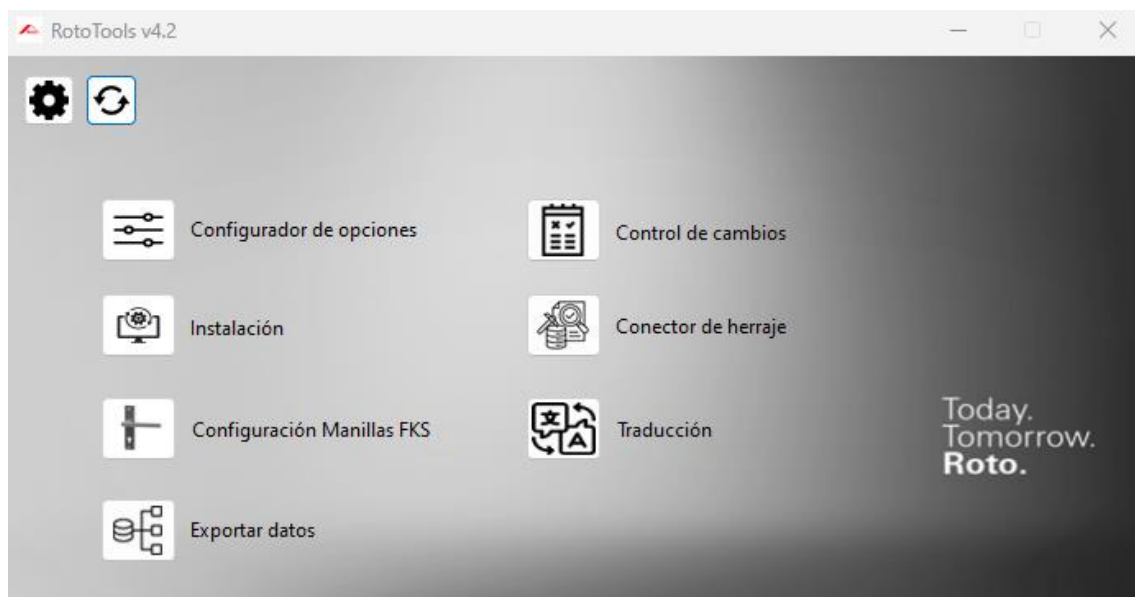 RotoTools v4.2
Configurador de opciones
Control de cambios
Instalación
Conector de herraje
Configuración Manillas FKS
Traducción
Exportar datos
Today.
Tomorrow.
Roto.